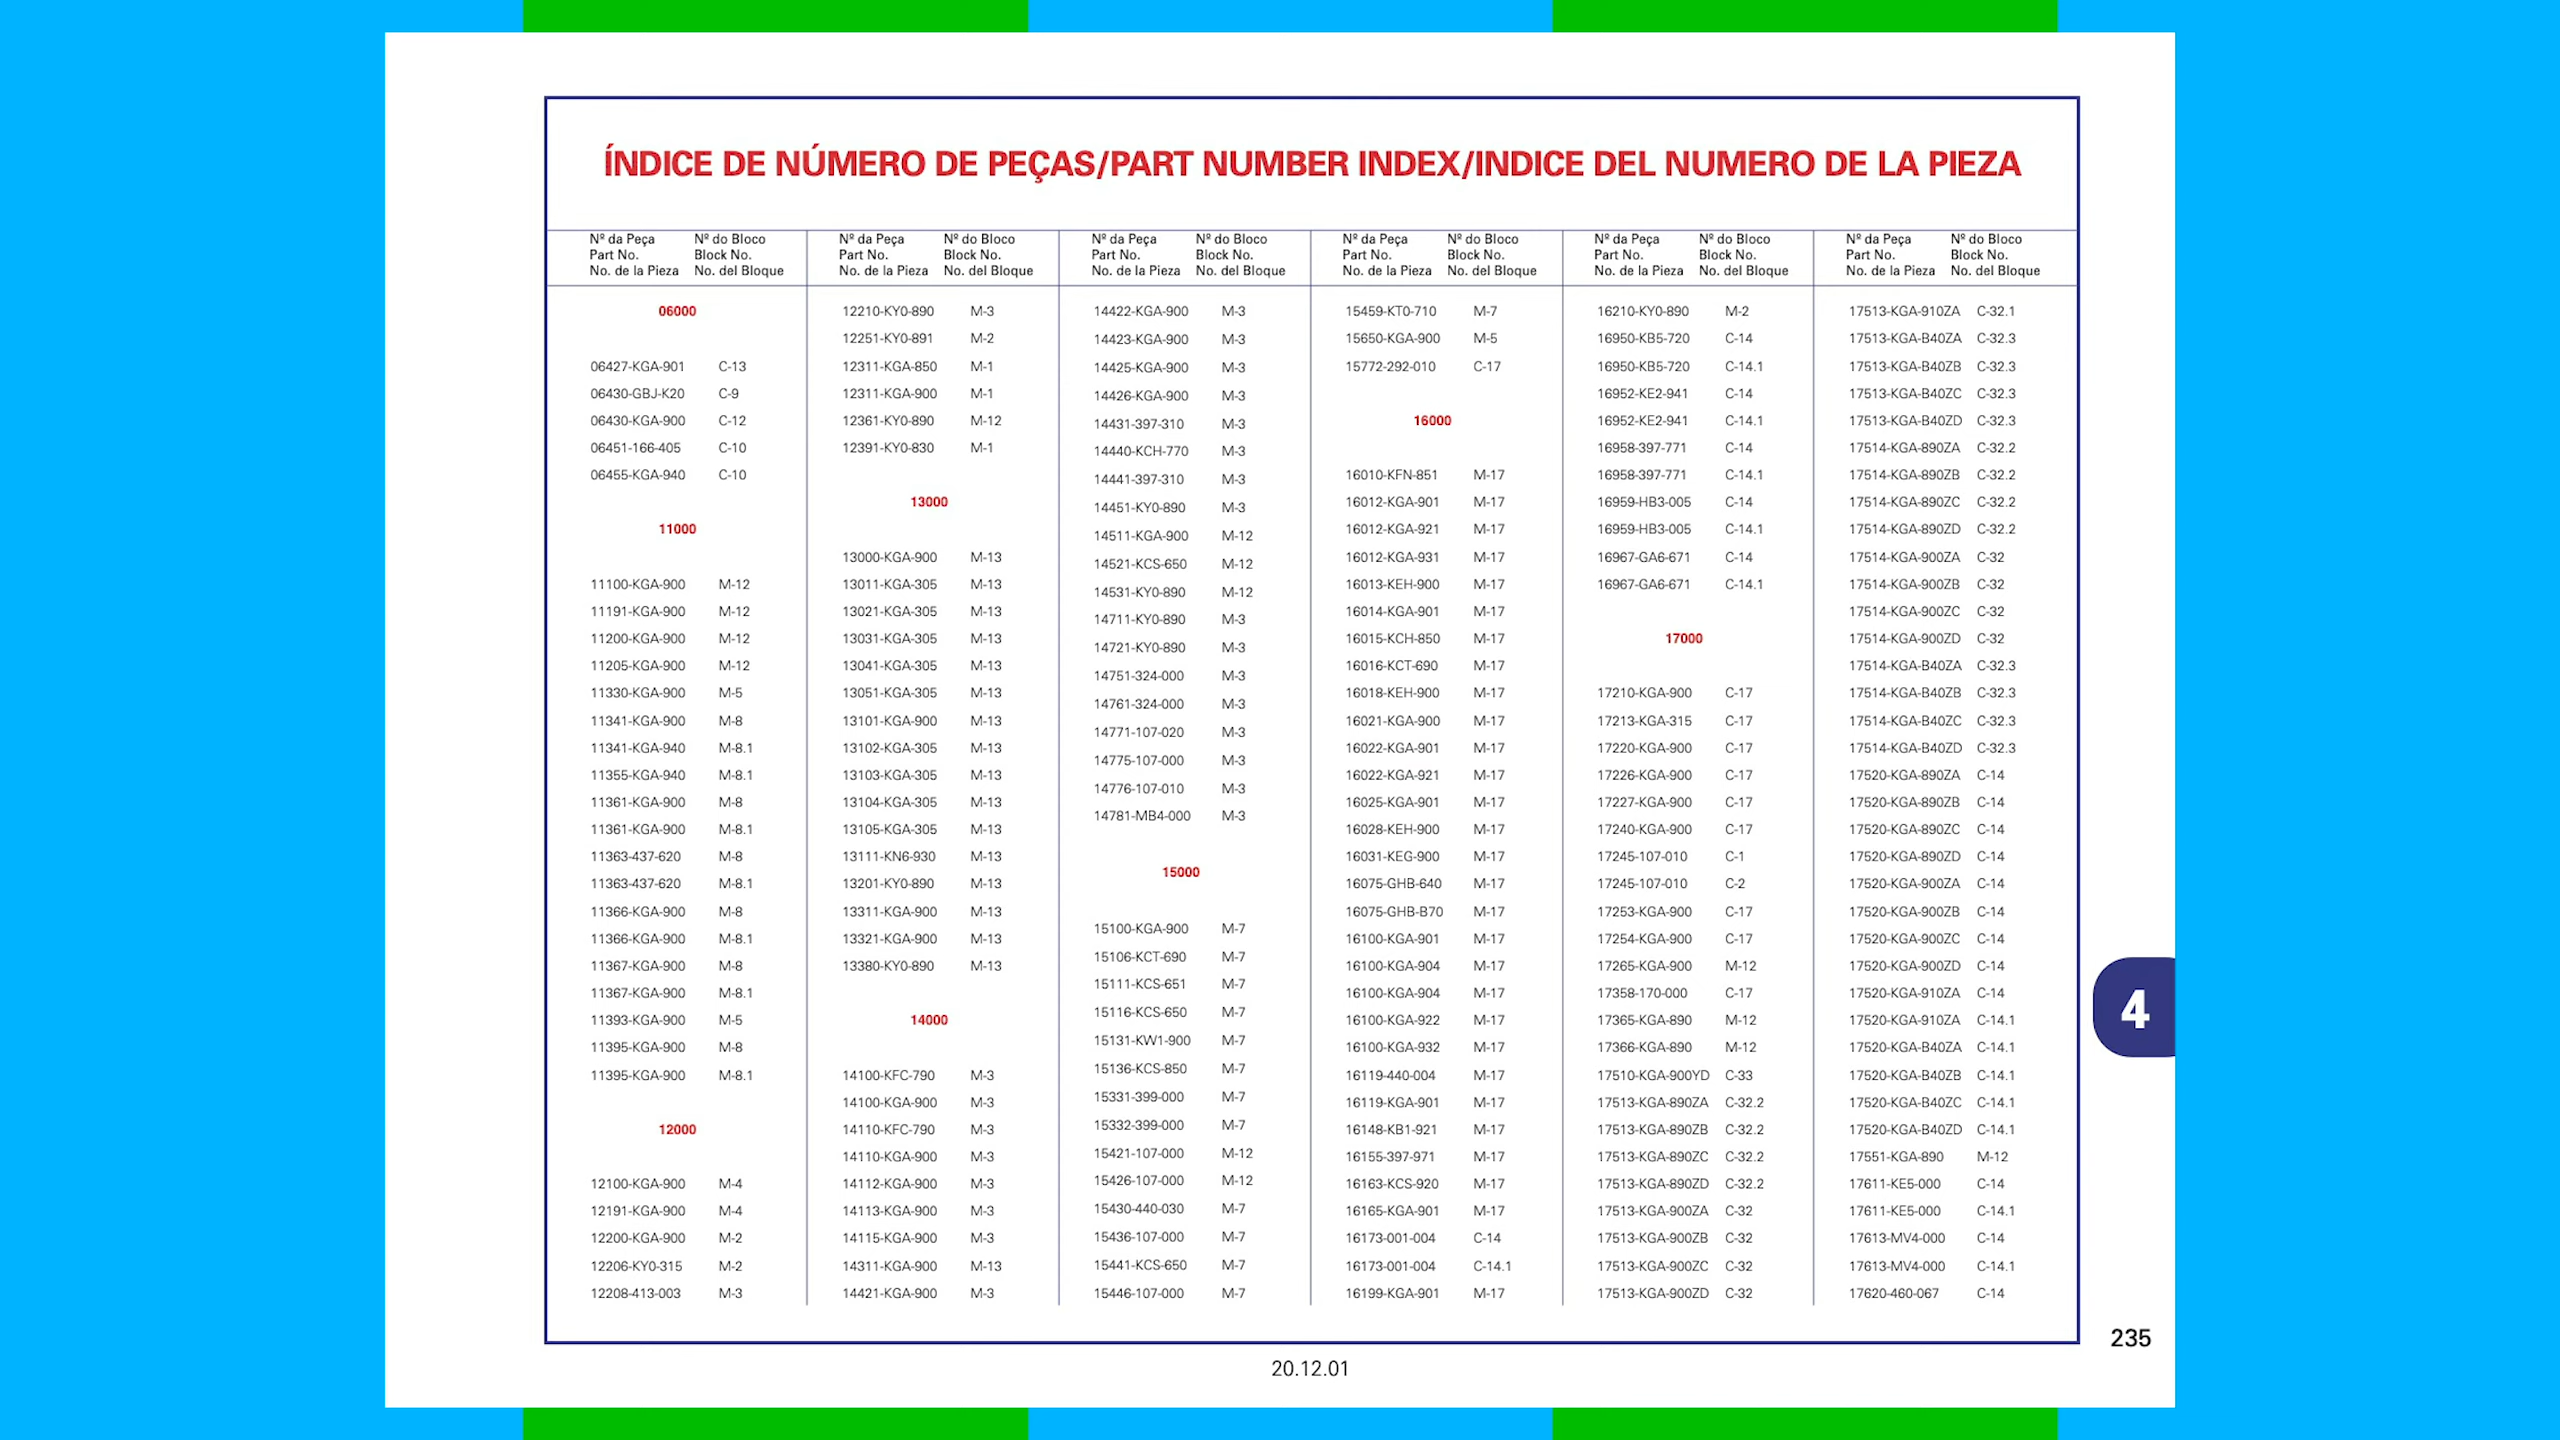 ÍNDICE DE NÚMERO DE PEÇAS/PART NUMBER INDEX/INDICE DEL NUMERO DE LA PIEZA
Nº da Peça Nº do Bloco
Part No. Block No.
No. de la Pieza No. del Bloque
06000
06427-KGA-901 C-13
06430-GBJ-K20 C-9
06430-KGA-900 C-12
06451-166-405 C-10
06455-KGA-940 C-10
11000
11100-KGA-900 M-12
11191-KGA-900 M-12
11200-KGA-900 M-12
11205-KGA-900 M-12
11330-KGA-900 M-5
11341-KGA-900 M-8
11341-KGA-940 M-8.1
11355-KGA-940 M-8.1
11361-KGA-900 M-8
11361-KGA-900 M-8.1
11363-437-620 M-8
11363-437-620 M-8.1
11366-KGA-900 M-8
11366-KGA-900 M-8.1
11367-KGA-900 M-8
11367-KGA-900 M-8.1
11393-KGA-900 M-5
11395-KGA-900 M-8
11395-KGA-900 M-8.1
12000
12100-KGA-900 M-4
12191-KGA-900 M-4
12200-KGA-900 M-2
12206-KY0-315 M-2
12208-413-003 M-3
Nº da Peça Nº do Bloco
Part No. Block No.
No. de la Pieza No. del Bloque
12210-KY0-890 M-3
12251-KY0-891 M-2
12311-KGA-850 M-1
12311-KGA-900 M-1
12361-KY0-890 M-12
12391-KY0-830 M-1
13000
13000-KGA-900 M-13
13011-KGA-305 M-13
13021-KGA-305 M-13
13031-KGA-305 M-13
13041-KGA-305 M-13
13051-KGA-305 M-13
13101-KGA-900 M-13
13102-KGA-305 M-13
13103-KGA-305 M-13
13104-KGA-305 M-13
13105-KGA-305 M-13
13111-KN6-930 M-13
13201-KY0-890 M-13
13311-KGA-900 M-13
13321-KGA-900 M-13
13380-KY0-890 M-13
14000
14100-KFC-790 M-3
14100-KGA-900 M-3
14110-KFC-790 M-3
14110-KGA-900 M-3
14112-KGA-900 M-3
14113-KGA-900 M-3
14115-KGA-900 M-3
14311-KGA-900 M-13
14421-KGA-900 M-3
Nº da Peça Nº do Bloco
Part No. Block No.
No. de la Pieza No. del Bloque
14422-KGA-900 M-3
14423-KGA-900 M-3
14425-KGA-900 M-3
14426-KGA-900 M-3
14431-397-310 M-3
14440-KCH-770 M-3
14441-397-310 M-3
14451-KY0-890 M-3
14511-KGA-900 M-12
14521-KCS-650 M-12
14531-KY0-890 M-12
14711-KY0-890 M-3
14721-KY0-890 M-3
14751-324-000 M-3
14761-324-000 M-3
14771-107-020 M-3
14775-107-000 M-3
14776-107-010 M-3
14781-MB4-000 M-3
15000
15100-KGA-900 M-7
15106-KCT-690 M-7
15111-KCS-651 M-7
15116-KCS-650 M-7
15131-KW1-900 M-7
15136-KCS-850 M-7
15331-399-000 M-7
15332-399-000 M-7
15421-107-000 M-12
15426-107-000 M-12
15430-440-030 M-7
15436-107-000 M-7
15441-KCS-650 M-7
15446-107-000 M-7
Nº da Peça Nº do Bloco
Part No. Block No.
No. de la Pieza No. del Bloque
15459-KT0-710 M-7
15650-KGA-900 M-5
15772-292-010 C-17
16000
16010-KFN-851 M-17
16012-KGA-901 M-17
16012-KGA-921 M-17
16012-KGA-931 M-17
16013-KEH-900 M-17
16014-KGA-901 M-17
16015-KCH-850 M-17
16016-KCT-690 M-17
16018-KEH-900 M-17
16021-KGA-900 M-17
16022-KGA-901 M-17
16022-KGA-921 M-17
16025-KGA-901 M-17
16028-KEH-900 M-17
16031-KEG-900 M-17
16075-GHB-640 M-17
16075-GHB-B70 M-17
16100-KGA-901 M-17
16100-KGA-904 M-17
16100-KGA-904 M-17
16100-KGA-922 M-17
16100-KGA-932 M-17
16119-440-004 M-17
16119-KGA-901 M-17
16148-KB1-921 M-17
16155-397-971 M-17
16163-KCS-920 M-17
16165-KGA-901 M-17
16173-001-004 C-14
16173-001-004 C-14.1
16199-KGA-901 M-17
Nº da Peça Nº do Bloco
Part No. Block No.
No. de la Pieza No. del Bloque
16210-KY0-890 M-2
16950-KB5-720 C-14
16950-KB5-720 C-14.1
16952-KE2-941 C-14
16952-KE2-941 C-14.1
16958-397-771 C-14
16958-397-771 C-14.1
16959-HB3-005 C-14
16959-HB3-005 C-14.1
16967-GA6-671 C-14
16967-GA6-671 C-14.1
17000
17210-KGA-900 C-17
17213-KGA-315 C-17
17220-KGA-900 C-17
17226-KGA-900 C-17
17227-KGA-900 C-17
17240-KGA-900 C-17
17245-107-010 C-1
17245-107-010 C-2
17253-KGA-900 C-17
17254-KGA-900 C-17
17265-KGA-900 M-12
17358-170-000 C-17
17365-KGA-890 M-12
17366-KGA-890 M-12
17510-KGA-900YD C-33
17513-KGA-890ZA C-32.2
17513-KGA-890ZB C-32.2
17513-KGA-890ZC C-32.2
17513-KGA-890ZD C-32.2
17513-KGA-900ZA C-32
17513-KGA-900ZB C-32
17513-KGA-900ZC C-32
17513-KGA-900ZD C-32
Nº da Peça Nº do Bloco
Part No. Block No.
No. de la Pieza No. del Bloque
17513-KGA-910ZA C-32.1
17513-KGA-B40ZA C-32.3
17513-KGA-B40ZB C-32.3
17513-KGA-B40ZC C-32.3
17513-KGA-B40ZD C-32.3
17514-KGA-890ZA C-32.2
17514-KGA-890ZB C-32.2
17514-KGA-890ZC C-32.2
17514-KGA-890ZD C-32.2
17514-KGA-900ZA C-32
17514-KGA-900ZB C-32
17514-KGA-900ZC C-32
17514-KGA-900ZD C-32
17514-KGA-B40ZA C-32.3
17514-KGA-B40ZB C-32.3
17514-KGA-B40ZC C-32.3
17514-KGA-B40ZD C-32.3
17520-KGA-890ZA C-14
17520-KGA-890ZB C-14
17520-KGA-890ZC C-14
17520-KGA-890ZD C-14
17520-KGA-900ZA C-14
17520-KGA-900ZB C-14
17520-KGA-900ZC C-14
17520-KGA-900ZD C-14
17520-KGA-910ZA C-14
17520-KGA-910ZA C-14.1
17520-KGA-B40ZA C-14.1
17520-KGA-B40ZB C-14.1
17520-KGA-B40ZC C-14.1
17520-KGA-B40ZD C-14.1
17551-KGA-890 M-12
17611-KE5-000 C-14
17611-KE5-000 C-14.1
17613-MV4-000 C-14
17613-MV4-000 C-14.1
17620-460-067 C-14
4
235
20.12.01